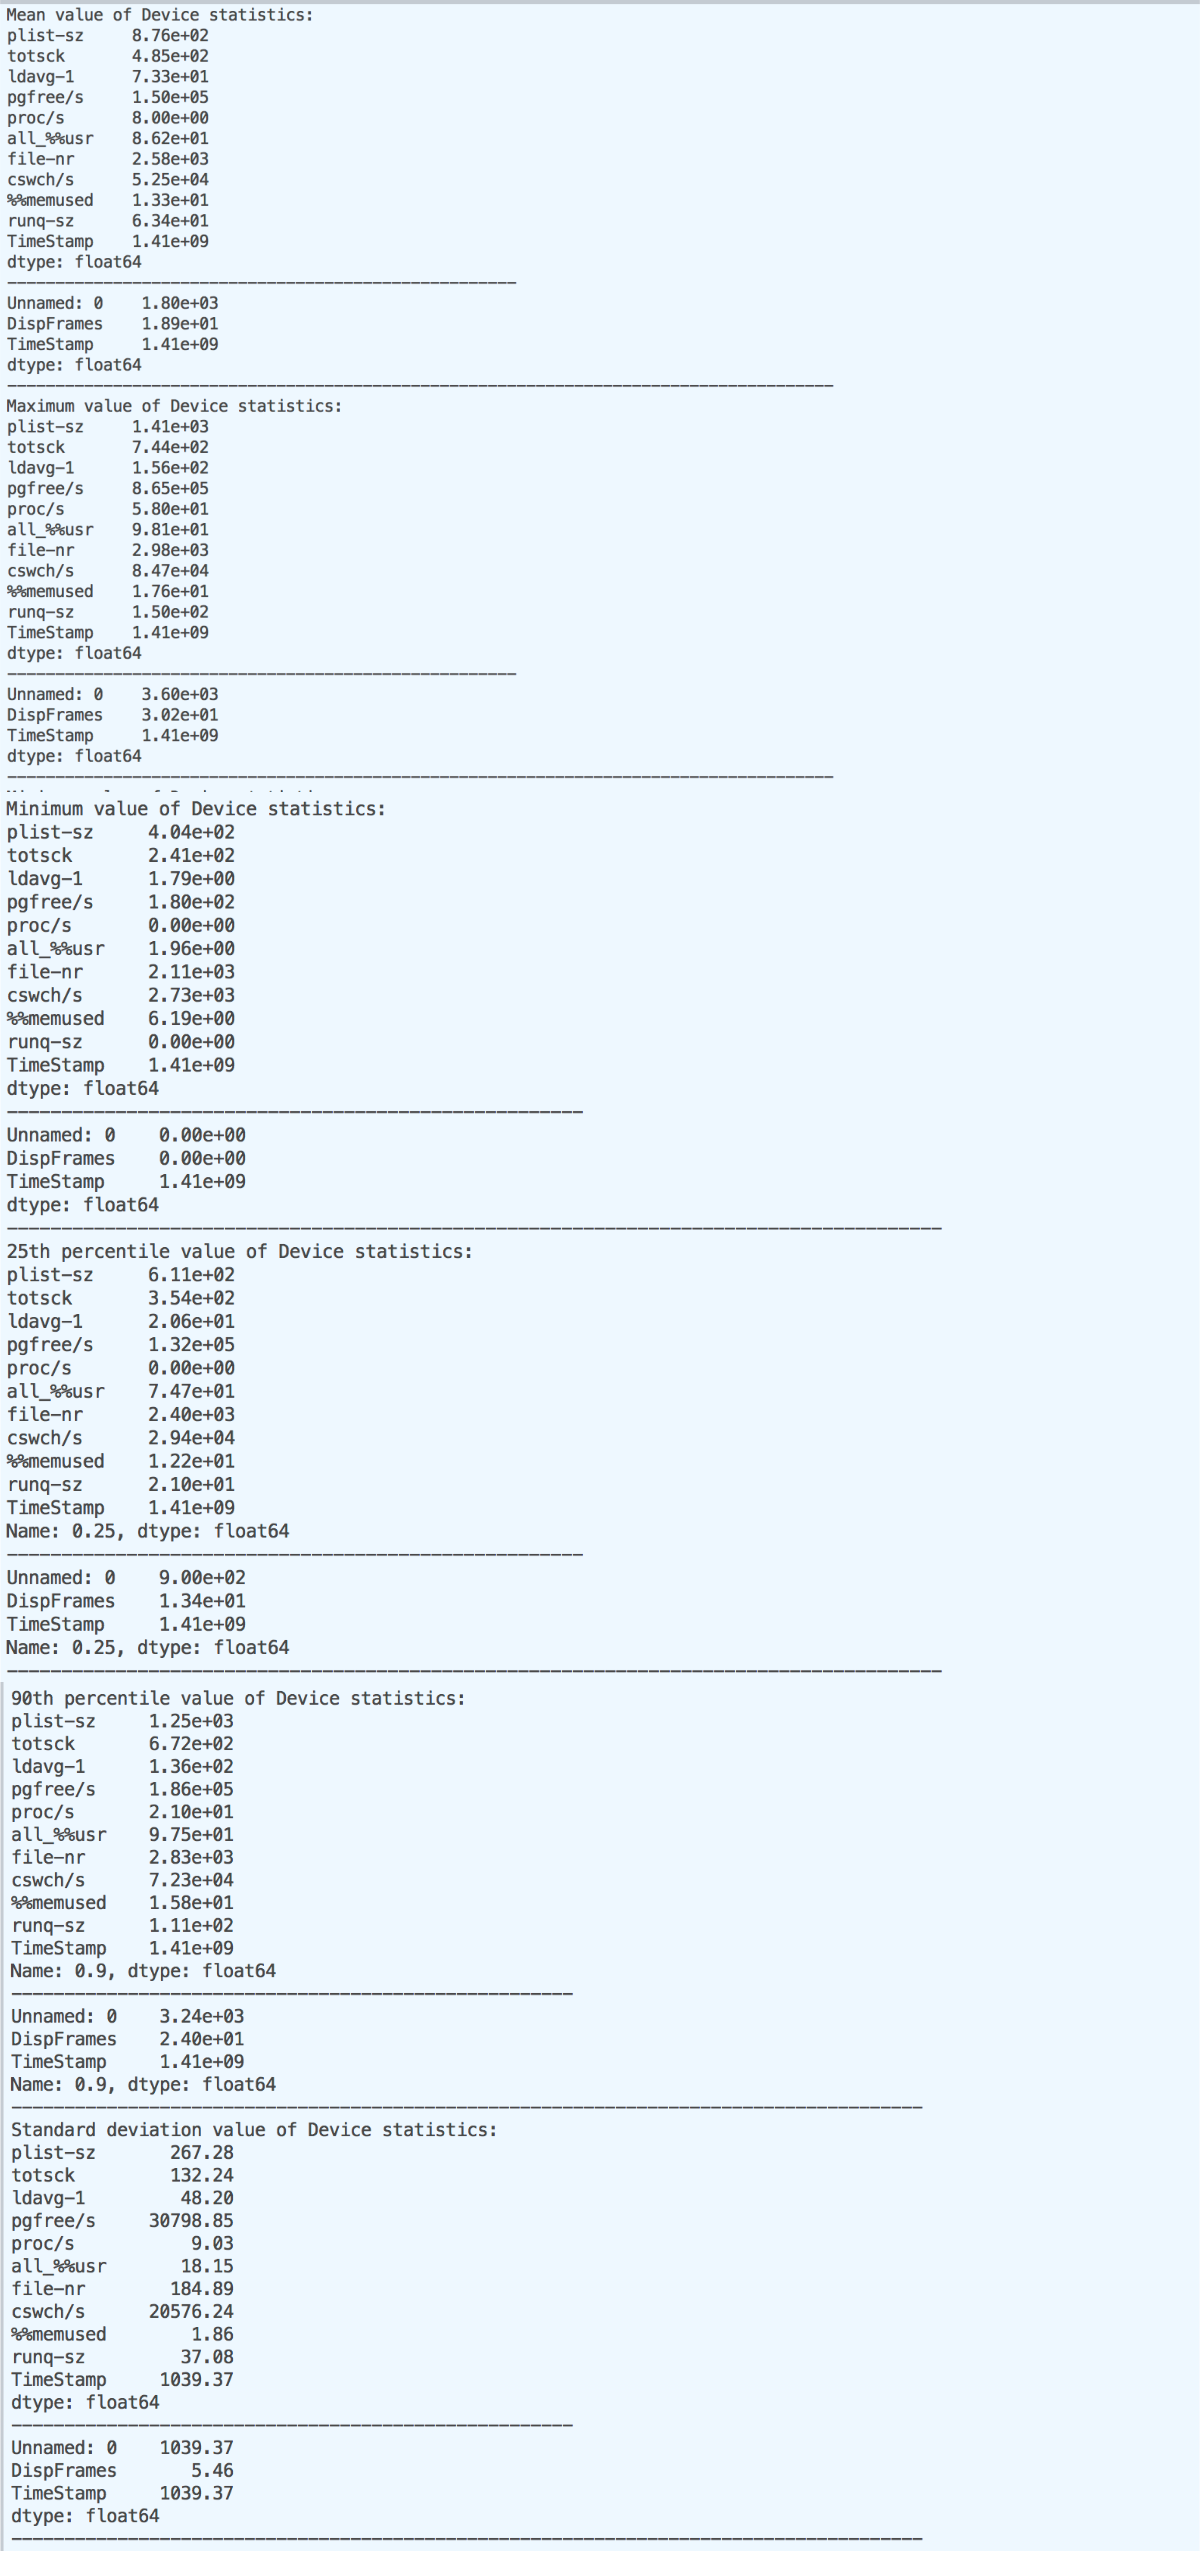 Mean value of Device statistics:
plist-sz     8.76e+02
totsck       4.85e+02
ldavg-1      7.33e+01
pgfree/s     1.50e+05
proc/s       8.00e+00
all_%%usr    8.62e+01
file-nr      2.58e+03
cswch/s      5.25e+04
%%memused    1.33e+01
runq-sz      6.34e+01
TimeStamp    1.41e+09
dtype: float64
-----------------------------------------------------
Unnamed: 0    1.80e+03
DispFrames    1.89e+01
TimeStamp     1.41e+09
dtype: float64
--------------------------------------------------------------------------------------
Maximum value of Device statistics:
plist-sz     1.41e+03
totsck       7.44e+02
ldavg-1      1.56e+02
pgfree/s     8.65e+05
proc/s       5.80e+01
all_%%usr    9.81e+01
file-nr      2.98e+03
cswch/s      8.47e+04
%%memused    1.76e+01
runq-sz      1.50e+02
TimeStamp    1.41e+09
dtype: float64
-----------------------------------------------------
Unnamed: 0    3.60e+03
DispFrames    3.02e+01
TimeStamp     1.41e+09
dtype: float64
--------------------------------------------------------------------------------------
Minimum value of Device statistics:
plist-sz     4.04e+02
totsck       2.41e+02
ldavg-1      1.79e+00
pgfree/s     1.80e+02
proc/s       0.00e+00
all_%%usr    1.96e+00
file-nr      2.11e+03
cswch/s      2.73e+03
%%memused    6.19e+00
runq-sz      0.00e+00
TimeStamp    1.41e+09
dtype: float64
-----------------------------------------------------
Unnamed: 0    0.00e+00
DispFrames    0.00e+00
TimeStamp     1.41e+09
dtype: float64
--------------------------------------------------------------------------------------
25th percentile value of Device statistics:
plist-sz     6.11e+02
totsck       3.54e+02
ldavg-1      2.06e+01
pgfree/s     1.32e+05
proc/s       0.00e+00
all_%%usr    7.47e+01
file-nr      2.40e+03
cswch/s      2.94e+04
%%memused    1.22e+01
runq-sz      2.10e+01
TimeStamp    1.41e+09
Name: 0.25, dtype: float64
-----------------------------------------------------
Unnamed: 0    9.00e+02
DispFrames    1.34e+01
TimeStamp     1.41e+09
Name: 0.25, dtype: float64
--------------------------------------------------------------------------------------
90th percentile value of Device statistics:
plist-sz     1.25e+03
totsck       6.72e+02
ldavg-1      1.36e+02
pgfree/s     1.86e+05
proc/s       2.10e+01
all_%%usr    9.75e+01
file-nr      2.83e+03
cswch/s      7.23e+04
%%memused    1.58e+01
runq-sz      1.11e+02
TimeStamp    1.41e+09
Name: 0.9, dtype: float64
-----------------------------------------------------
Unnamed: 0    3.24e+03
DispFrames    2.40e+01
TimeStamp     1.41e+09
Name: 0.9, dtype: float64
--------------------------------------------------------------------------------------
Standard deviation value of Device statistics:
plist-sz       267.28
totsck         132.24
ldavg-1         48.20
pgfree/s     30798.85
proc/s           9.03
all_%%usr       18.15
file-nr        184.89
cswch/s      20576.24
%%memused        1.86
runq-sz         37.08
TimeStamp     1039.37
dtype: float64
-----------------------------------------------------
Unnamed: 0    1039.37
DispFrames       5.46
TimeStamp     1039.37
dtype: float64
--------------------------------------------------------------------------------------